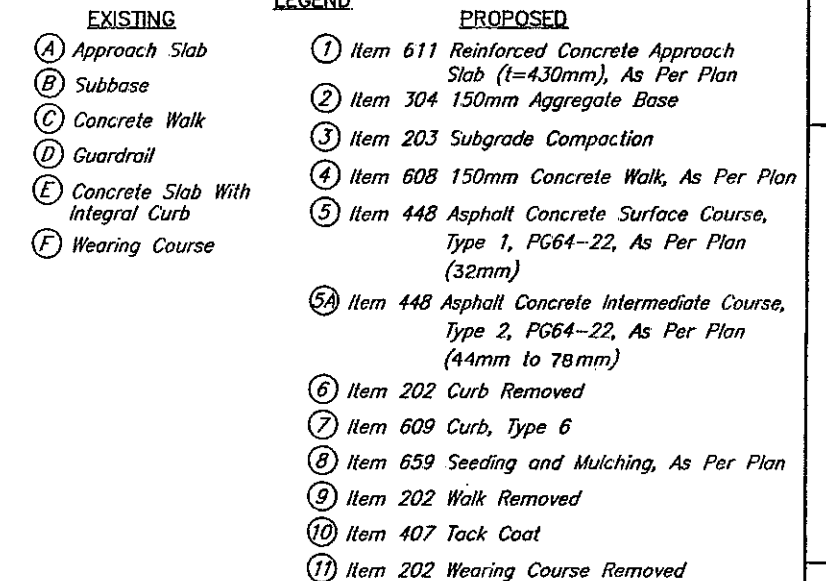 LEGEND
EXISTING
(A) Approach Slab
(B) Subbase
(C) Concrete Walk
(D) Guardrail
(E) Concrete Slab With
Integral Curb
(F) Wearing Course
PROPOSED
(1) Item 611 Reinforced Concrete Approach
Slab (t=430mm), As Per Plan
(2) Item 304 150mm Aggregate Base
(3) Item 203 Subgrade Compaction
(4) Item 608 150mm Concrete Walk, As Per Plan
(5) Item 448 Asphalt Concrete Surface Course,
Type 1, PG64-22, As Per Plan
(32mm)
(5A) Item 448 Asphalt Concrete Intermediate Course,
Type 2, PG64-22, As Per Plan
(44mm to 78mm)
(6) Item 202 Curb Removed
(7) Item 609 Curb, Type 6
(8) Item 659 Seeding and Mulching, As Per Plan
(9) Item 202 Walk Removed
(10) Item 407 Tack Coat
(11) Item 202 Wearing Course Removed